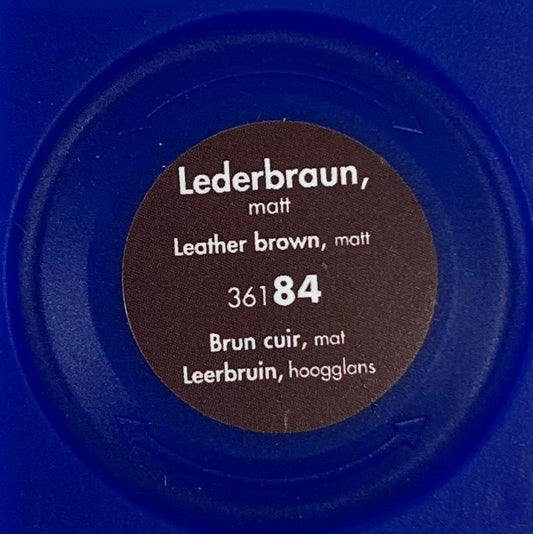 Lederbraun,
matt
Leather brown, matt
36184
Brun cuir, mat
Leerbruin, hoogglans